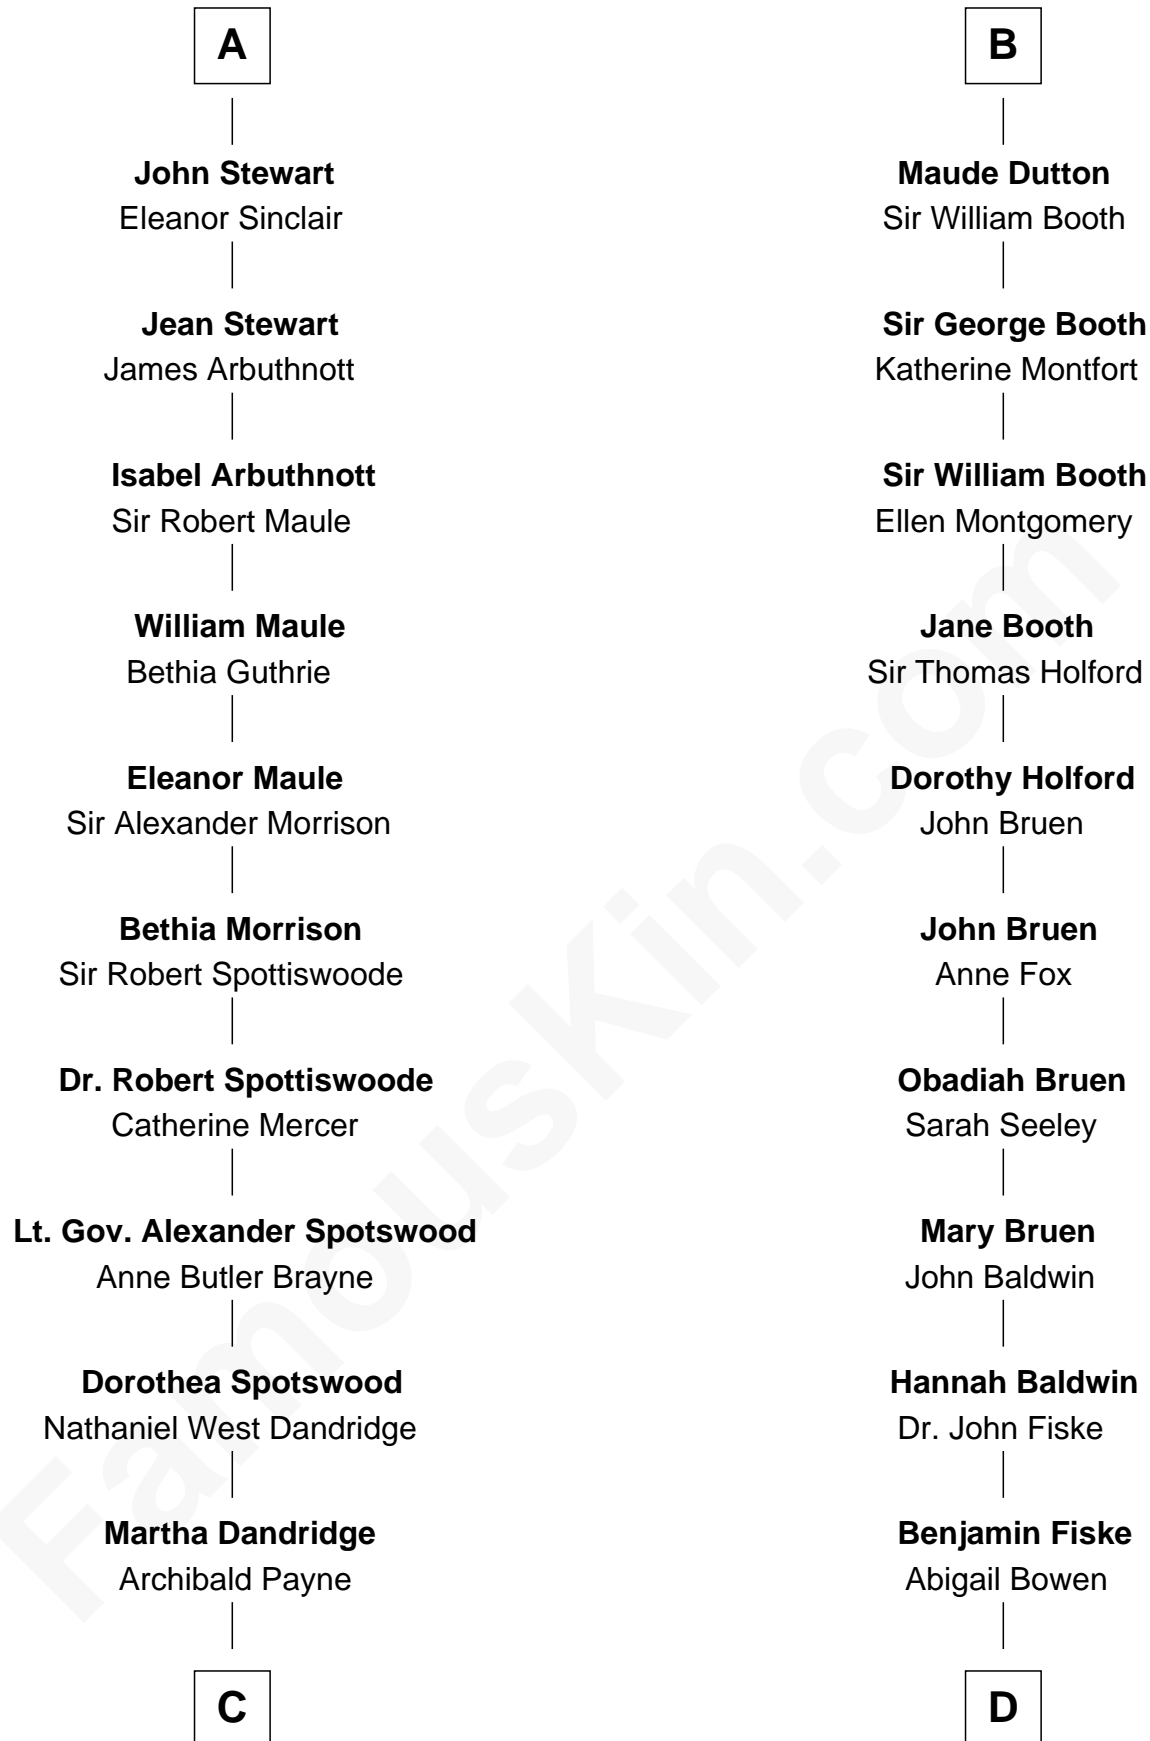 A
John Stewart
Eleanor Sinclair
Jean Stewart
James Arbuthnott
Isabel Arbuthnott
Sir Robert Maule
William Maule
Bethia Guthrie
Eleanor Maule
Sir Alexander Morrison
Bethia Morrison
Sir Robert Spottiswoode
Dr. Robert Spottiswoode
Catherine Mercer
Lt. Gov. Alexander Spotswood
Anne Butler Brayne
Dorothea Spotswood
Nathaniel West Dandridge
Martha Dandridge
Archibald Payne
C
B
Maude Dutton
Sir William Booth
Sir George Booth
Katherine Montfort
Sir William Booth
Ellen Montgomery
Jane Booth
Sir Thomas Holford
Dorothy Holford
John Bruen
John Bruen
Anne Fox
Obadiah Bruen
Sarah Seeley
Mary Bruen
John Baldwin
Hannah Baldwin
Dr. John Fiske
Benjamin Fiske
Abigail Bowen
D
FamousKin.com